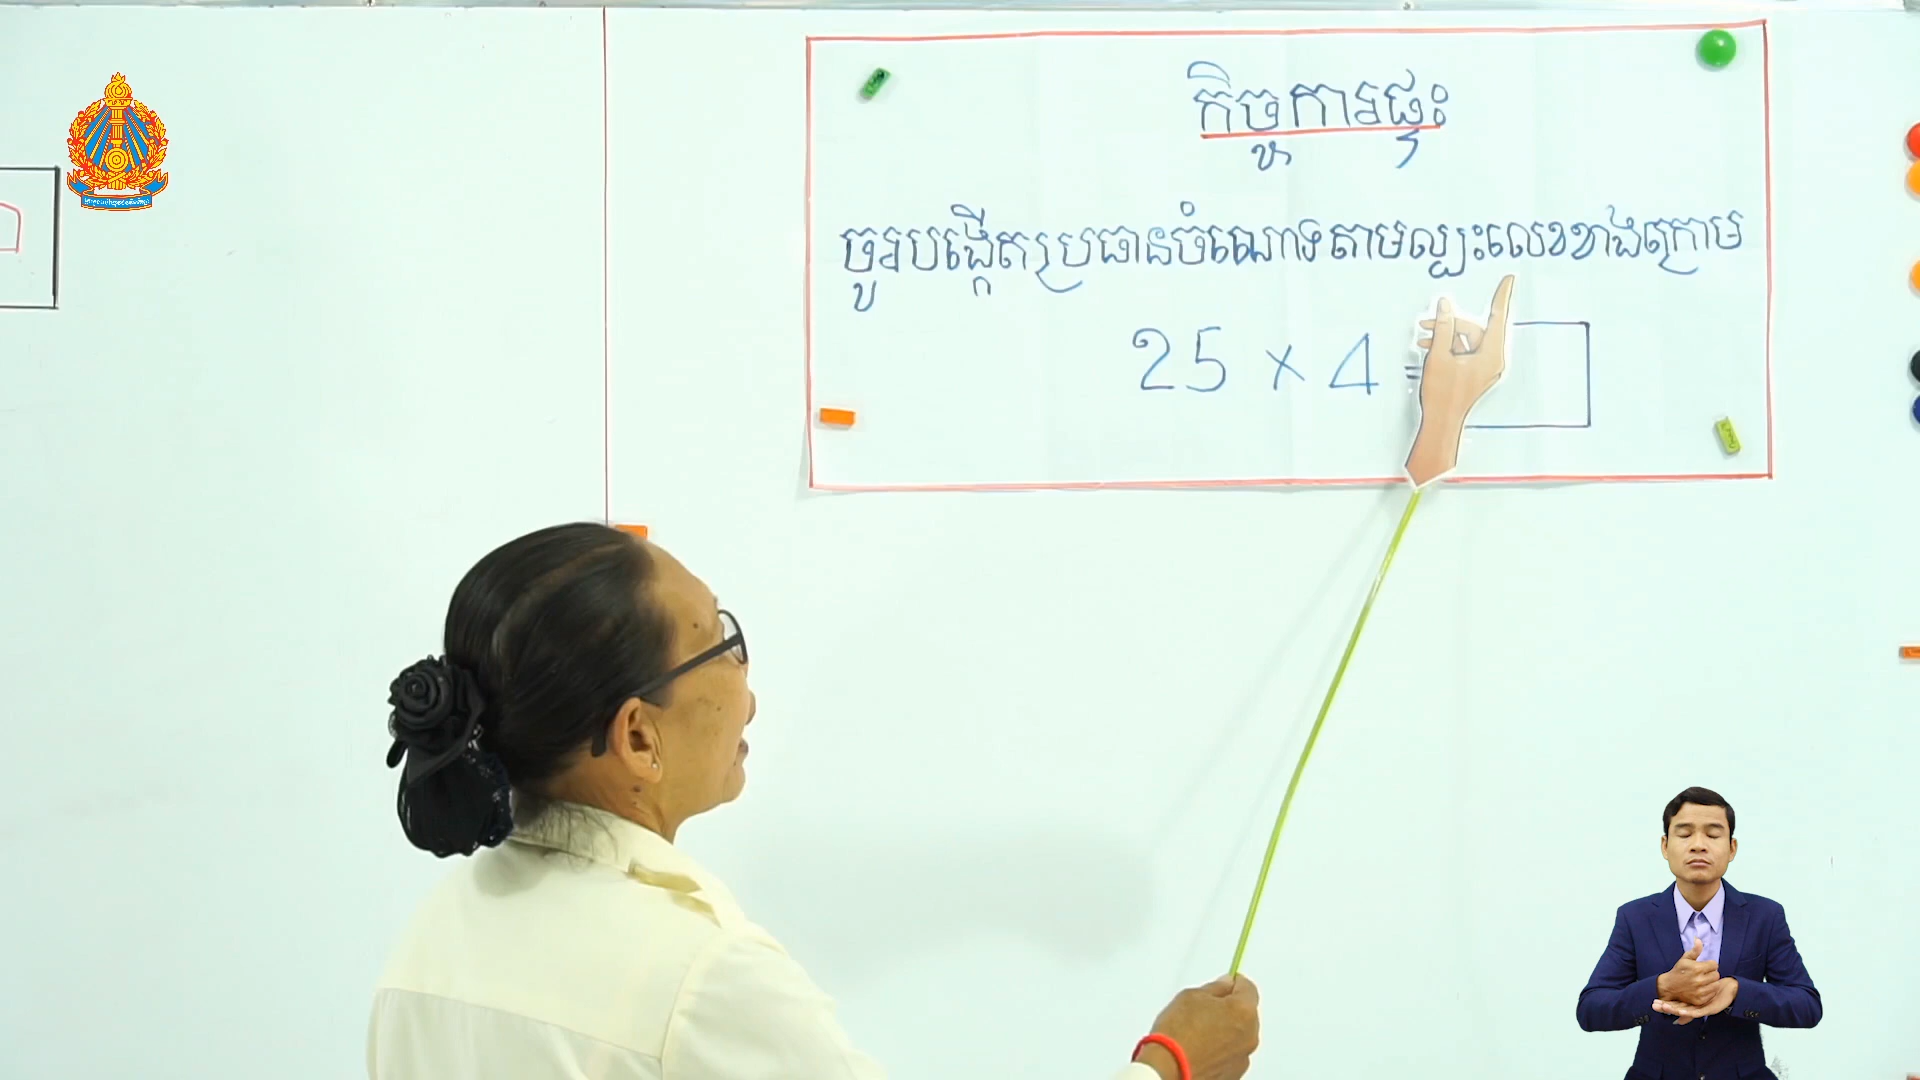 កិច្ចការផ្ទះ
ចូរបង្កើតប្រធានចំណោទតាមល្បះលេខខាងក្រោម
25 × 4 =